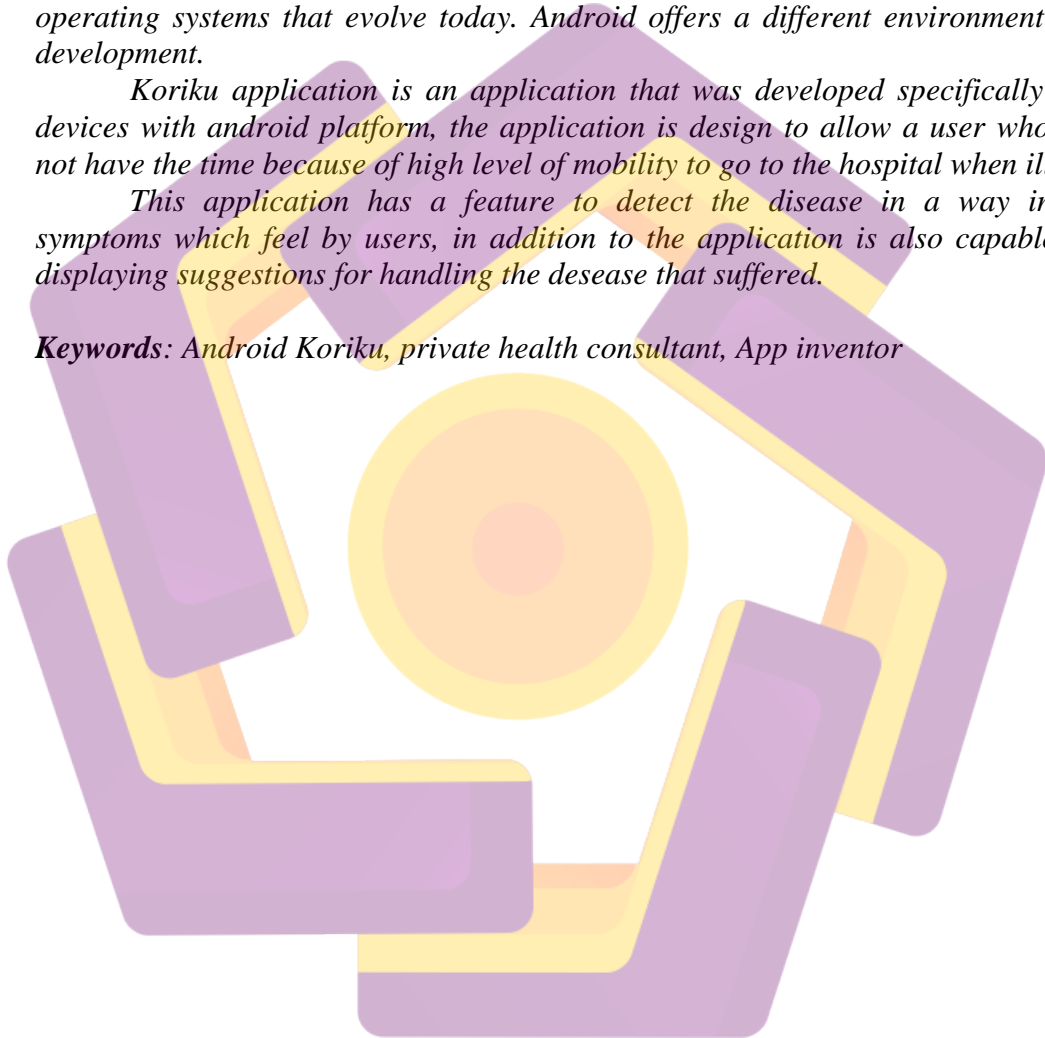 operating systems that evolve today. Android offers a different environment
development.
Koriku application is an application that was developed specifically
devices with android platform, the application is design to allow a user who
not have the time because of high level of mobility to go to the hospital when il
This application has a feature to detect the disease in a way in
symptoms which feel by users, in addition to the application is also capable
displaying suggestions for handling the desease that suffered.
Keywords: Android Koriku, private health consultant, App inventor